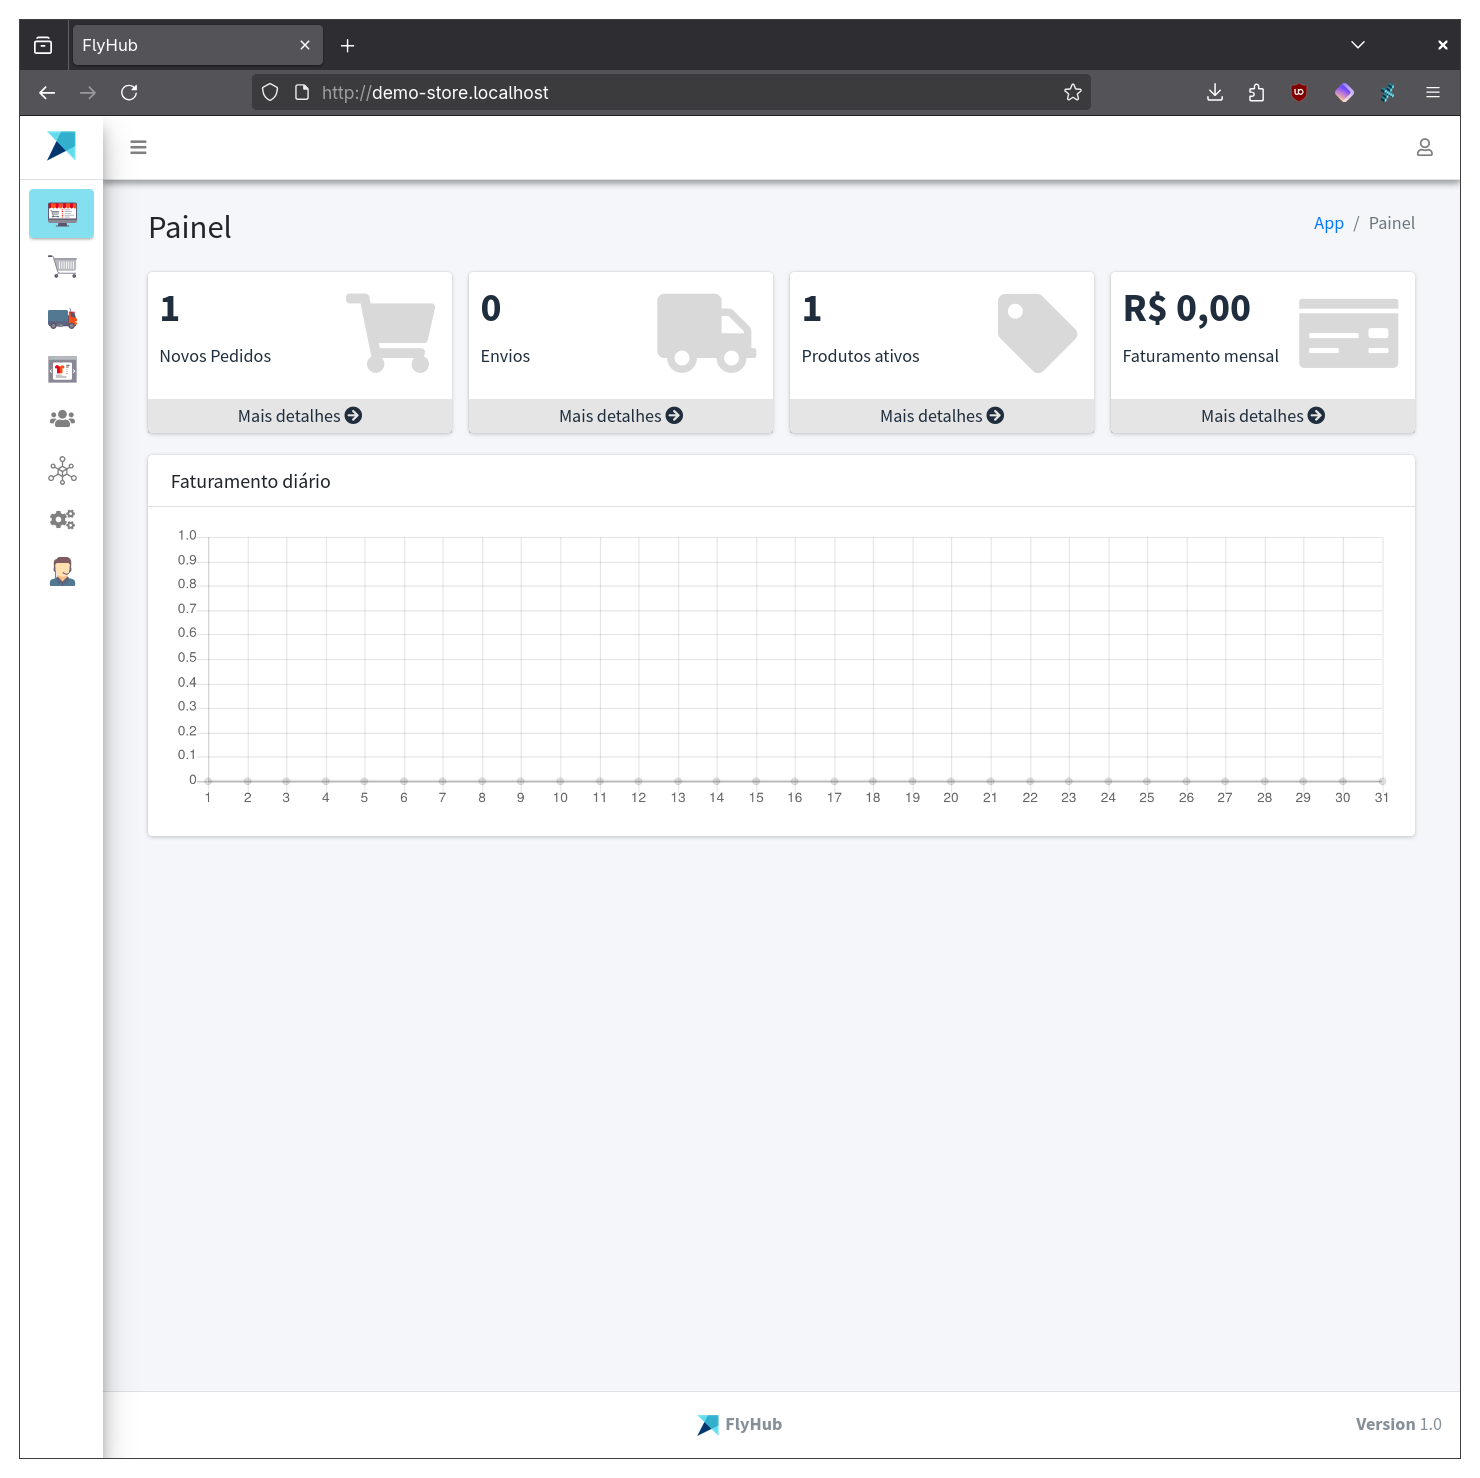 FlyHub
http://demo-store.localhost
Painel
App / Painel
1
Novos Pedidos
Mais detalhes
0
Envios
Mais detalhes
1
Produtos ativos
Mais detalhes
R$ 0,00
Faturamento mensal
Mais detalhes
Faturamento diário
1.0
0.9
0.8
0.7
0.6
0.5
0.4
0.3
0.2
0.1
0
1 2 3 4 5 6 7 8 9 10 11 12 13 14 15 16 17 18 19 20 21 22 23 24 25 26 27 28 29 30 31
FlyHub
Version 1.0